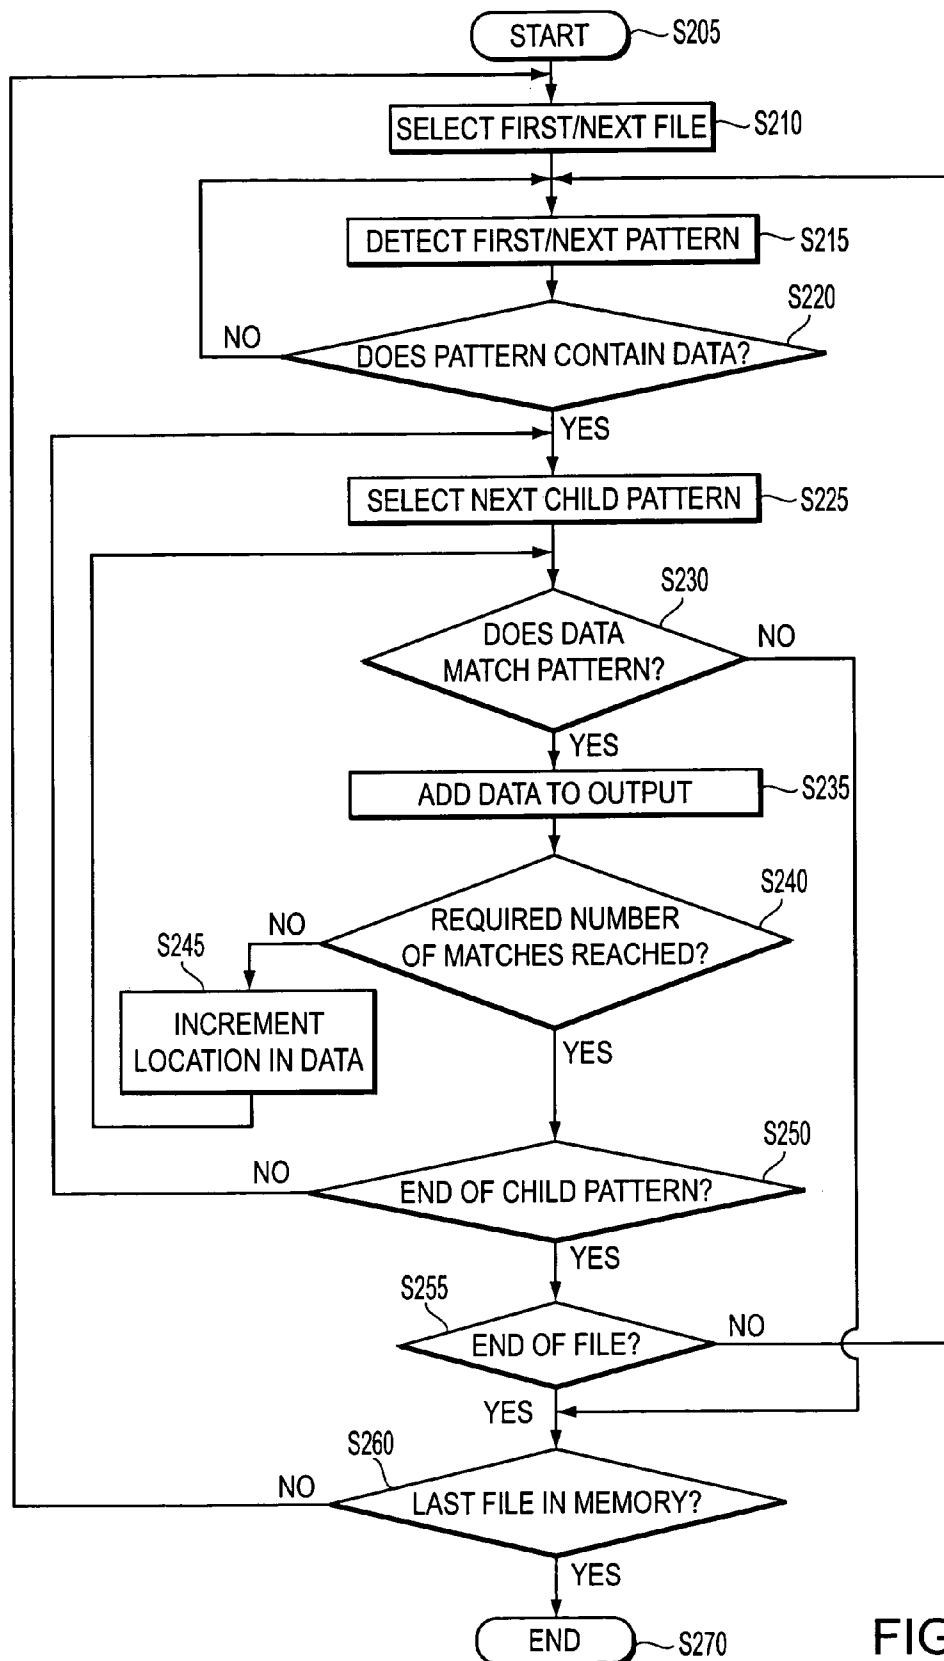 START
S205
SELECT FIRST/NEXT FILE
S210
DETECT FIRST/NEXT PATTERN
S215
S220
NO
DOES PATTERN CONTAIN DATA?
YES
SELECT NEXT CHILD PATTERN
S225
S230
DOES DATA
MATCH PATTERN?
NO
YES
ADD DATA TO OUTPUT
S235
S240
REQUIRED NUMBER
OF MATCHES REACHED?
NO
S245
INCREMENT
LOCATION IN DATA
YES
S250
NO
END OF CHILD PATTERN?
YES
S255
END OF FILE?
NO
YES
S260
NO
LAST FILE IN MEMORY?
YES
END
S270
FIG